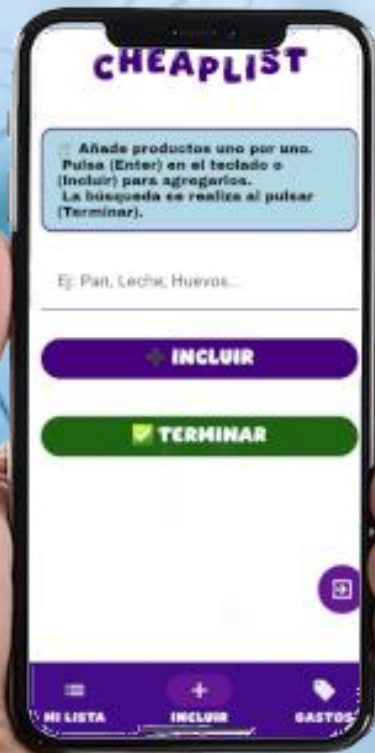 CHEAPLIST
Añade productos uno por uno.
Pulsa (Enter) en el teclado o
(Incluir) para agregarlos.
La búsqueda se realiza al pulsar
(Terminar).
Ej: Pan, Leche, Huevos...
INCLUIR
TERMINAR
MI LISTA
INCLUIR
GASTOS